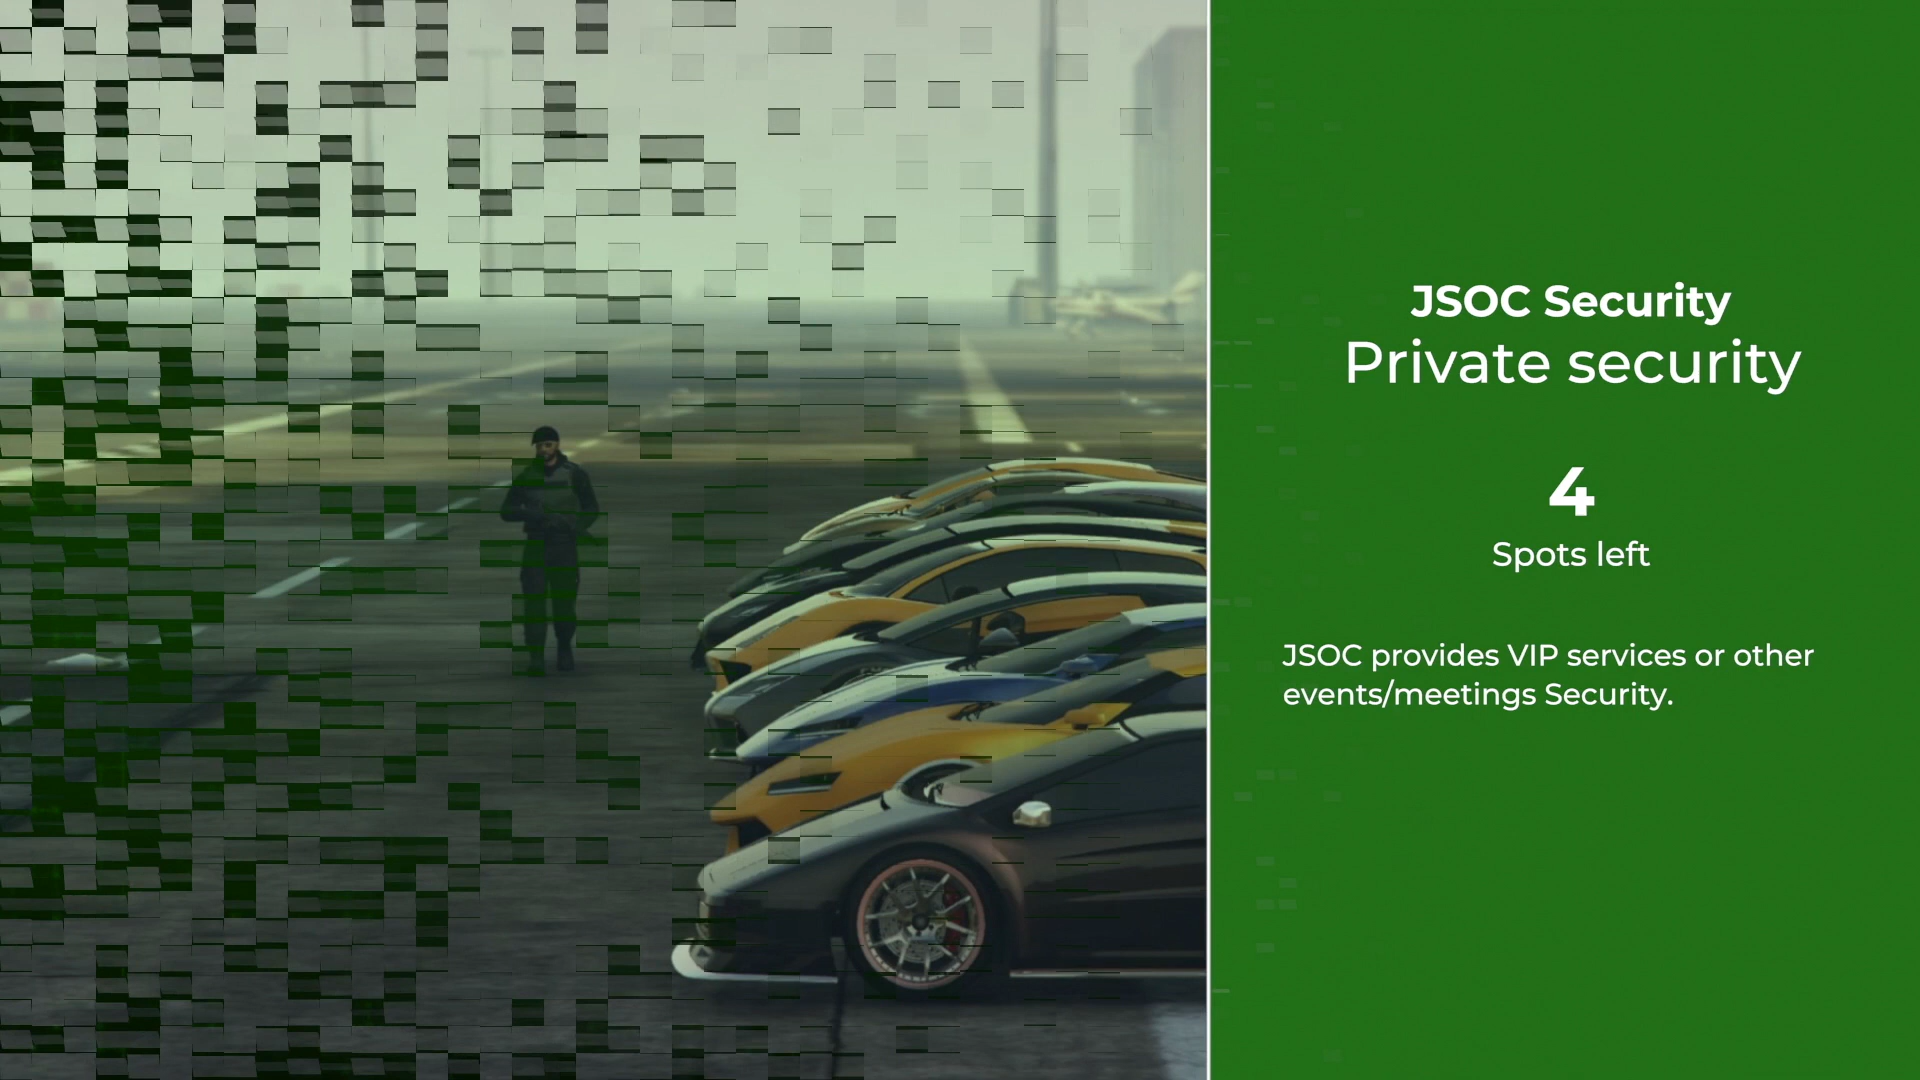 JSOC Security
Private security
4
Spots left
JSOC provides VIP services or other
events/meetings Security.